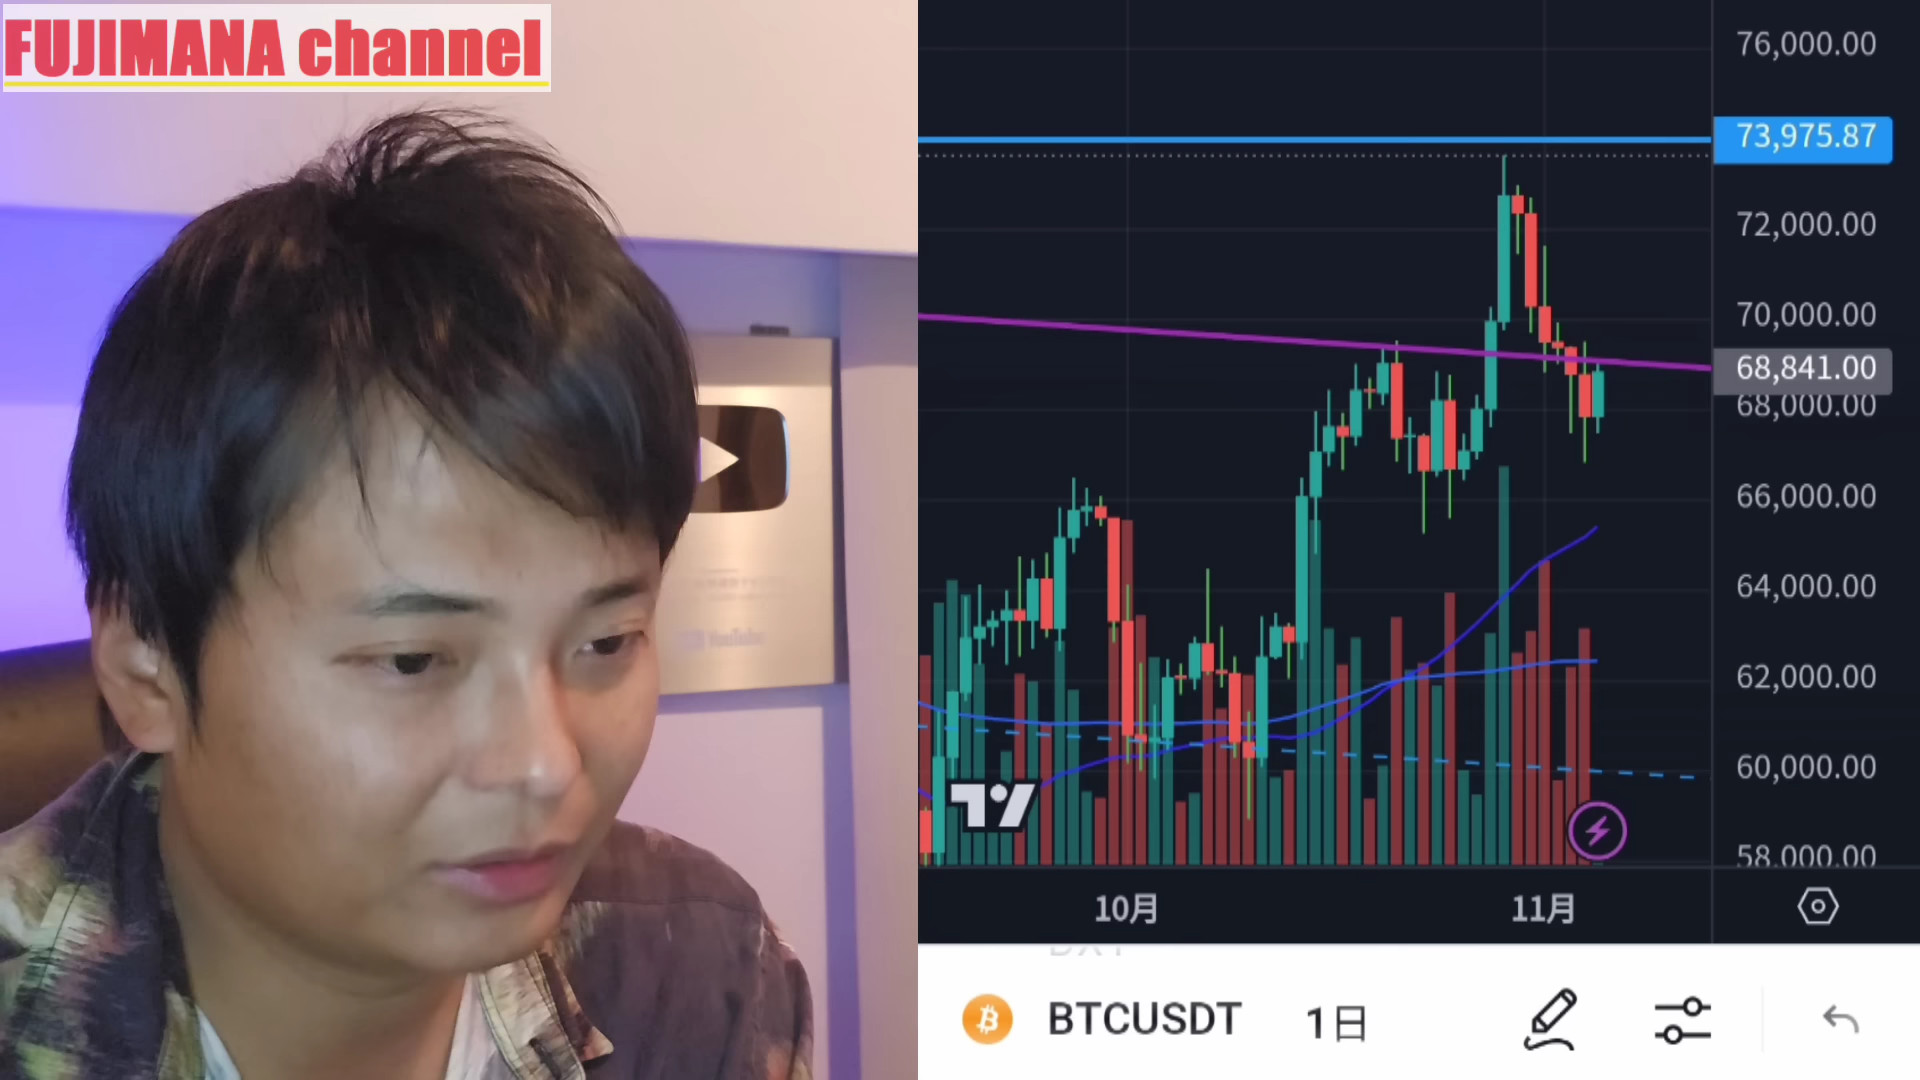 FUJIMANA channel
76,000.00
73,975.87
72,000.00
70,000.00
68,841.00
68,000.00
66,000.00
64,000.00
62,000.00
60,000.00
58,000.00
10月
11月
BTCUSDT
1日